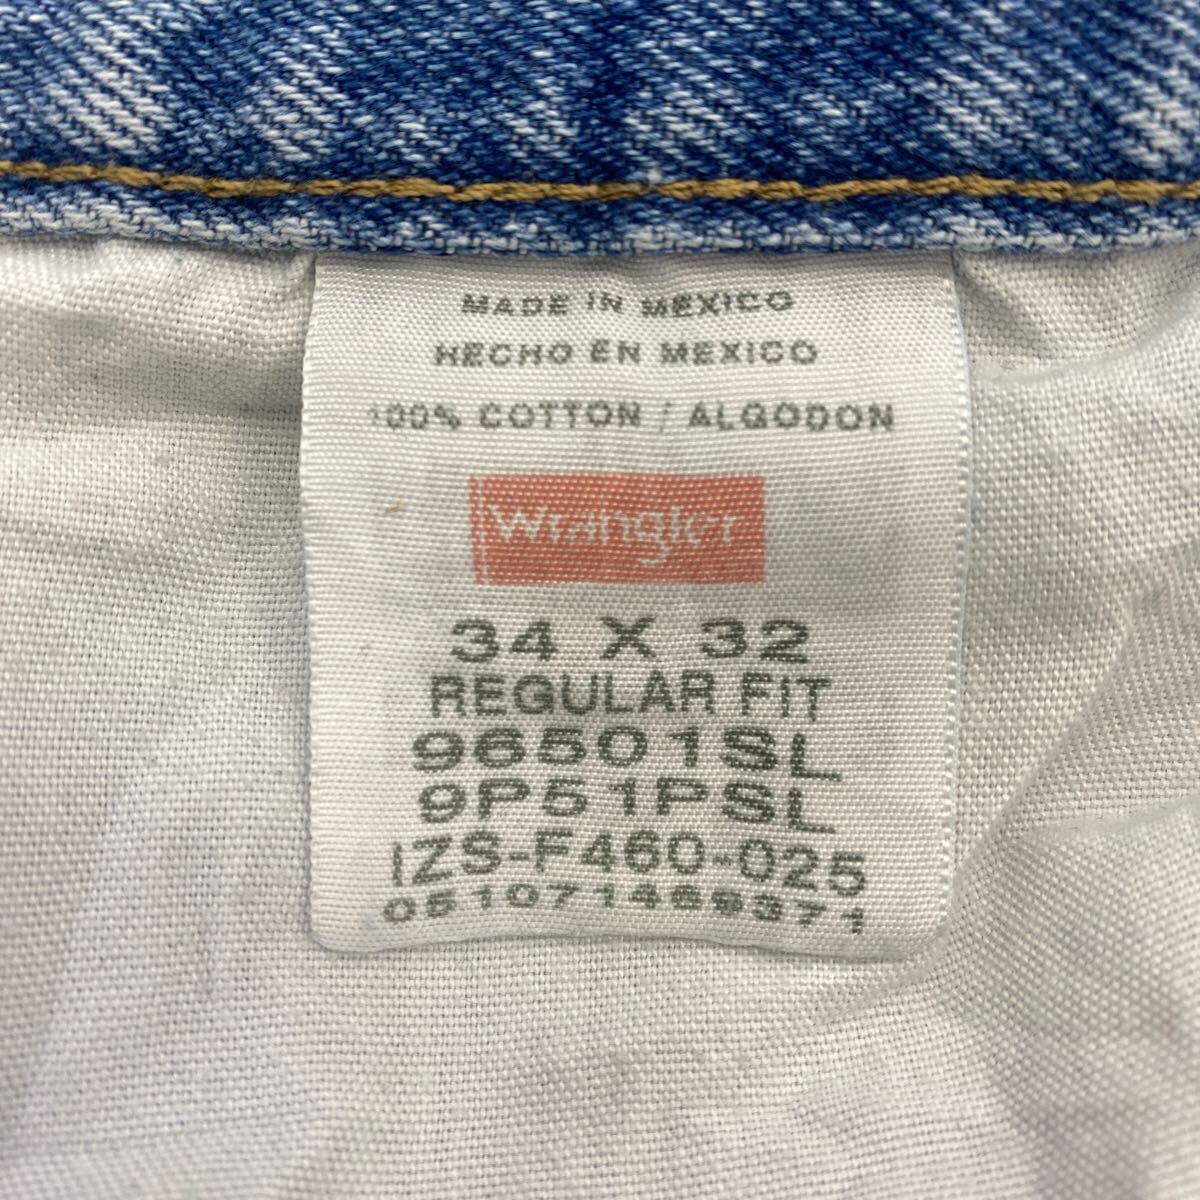 MADE IN MEXICO
HECHO EN MEXICO
100% COTTON / ALGODON
Wrangler
34 X 32
REGULAR FIT
96501SL
9P51PSL
IZS-F460-025
051071469371